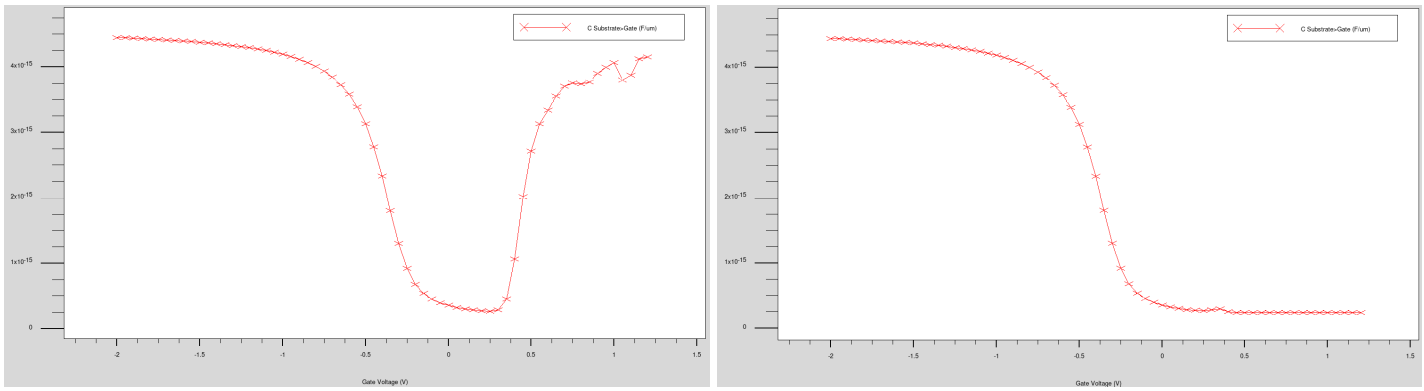 C Substrate>Gate (F/um)
4x10-15
3x10-15
2x10-15
1x10-15
0
-2 -1.5 -1 -0.5 0 0.5 1 1.5
Gate Voltage (V)
C Substrate>Gate (F/um)
4x10-15
3x10-15
2x10-15
1x10-15
0
-2 -1.5 -1 -0.5 0 0.5 1 1.5
Gate Voltage (V)